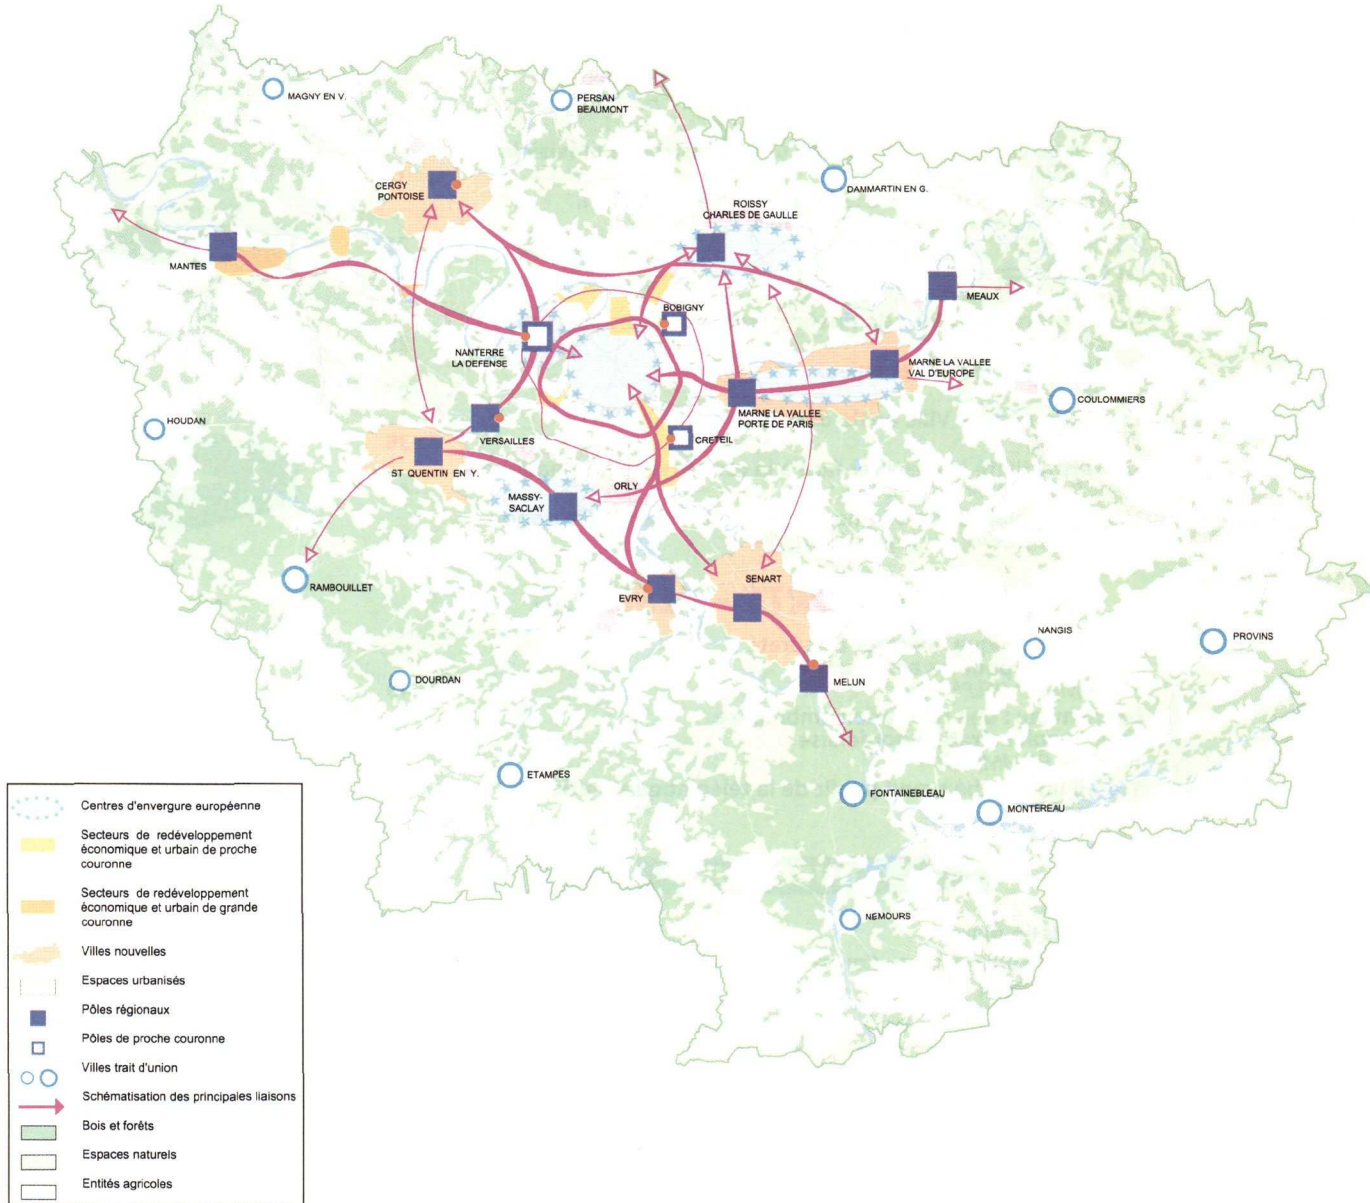 MAGNY EN V.
PERSAN
BEAUMONT
CERGY
PONTOISE
DAMMARTIN EN G.
ROISSY
CHARLES DE GAULLE
MANTES
MEAUX
BOBIGNY
NANTERRE
LA DEFENSE
MARNE LA VALLEE
VAL D'EUROPE
COULOMMIERS
HOUDAN
VERSAILLES
MARNE LA VALLEE
PORTE DE PARIS
CRETEIL
ST QUENTIN EN Y.
ORLY
MASSY-
SACLAY
RAMBOUILLET
EVRY
SENART
NANGIS
PROVINS
DOURDAN
MELUN
ETAMPES
FONTAINEBLEAU
MONTEREAU
NEMOURS
Centres d'envergure européenne
Secteurs de redéveloppement
économique et urbain de proche
couronne
Secteurs de redéveloppement
économique et urbain de grande
couronne
Villes nouvelles
Espaces urbanisés
Pôles régionaux
Pôles de proche couronne
Villes trait d'union
Schématisation des principales liaisons
Bois et forêts
Espaces naturels
Entités agricoles